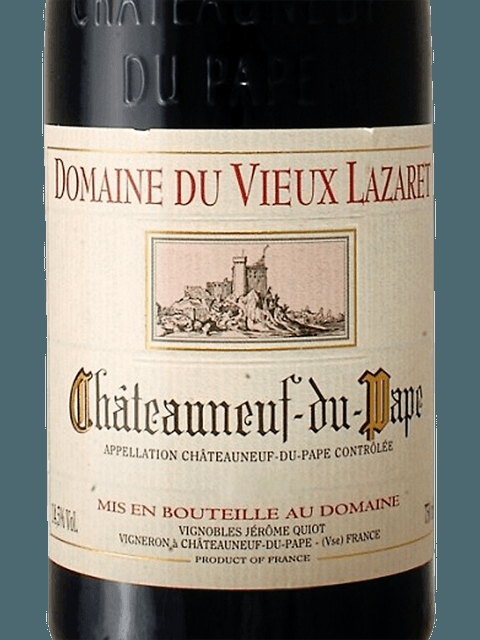 CHÂTEAUNEUF
DU PAPE
DOMAINE DU VIEUX LAZARET
Châteauneuf-du-Pape
APPELLATION CHÂTEAUNEUF-DU-PAPE CONTRÔLÉE
MIS EN BOUTEILLE AU DOMAINE
VIGNOBLES JÉRÔME QUIOT
VIGNERON à CHÂTEAUNEUF-DU-PAPE - (Vse) FRANCE
PRODUCT OF FRANCE